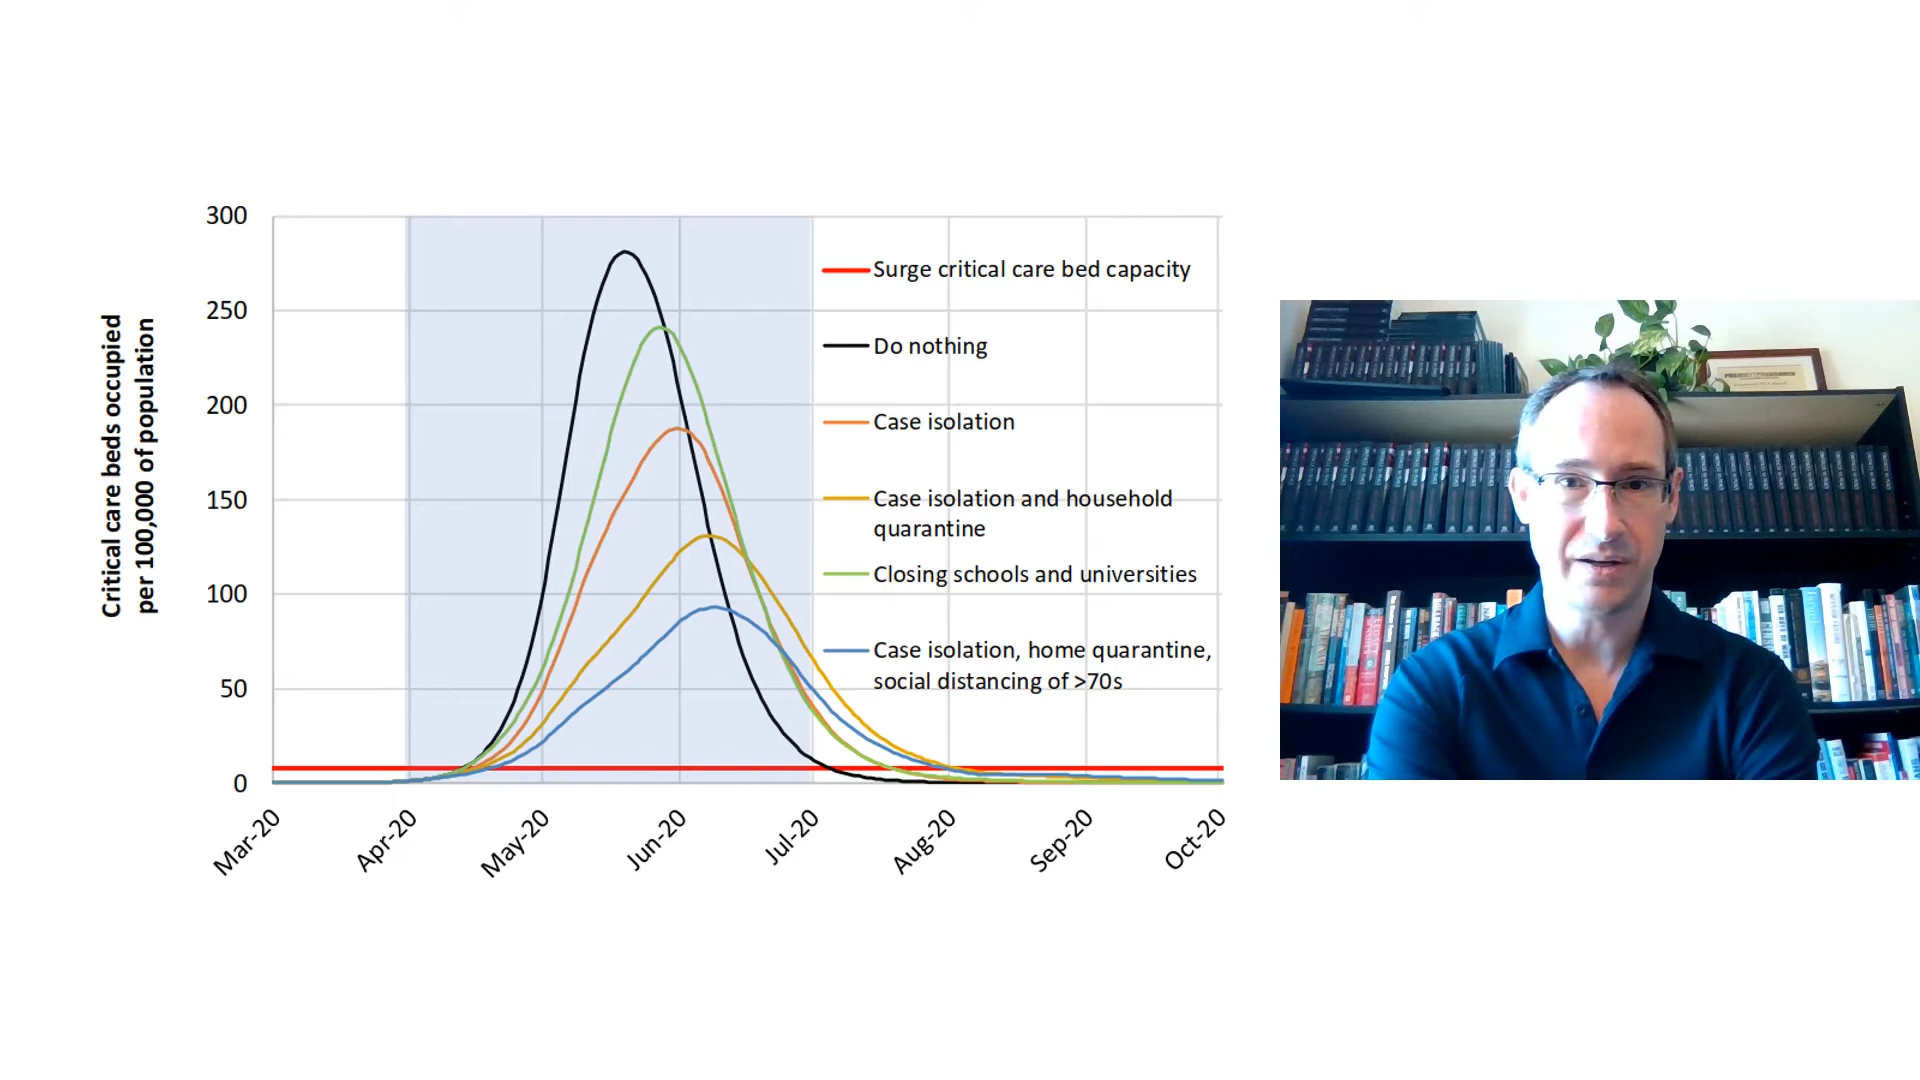 Critical care beds occupied
per 100,000 of population
300
250
200
150
100
50
0
Mar-20
Apr-20
May-20
Jun-20
Jul-20
Aug-20
Sep-20
Oct-20
Surge critical care bed capacity
Do nothing
Case isolation
Case isolation and household
quarantine
Closing schools and universities
Case isolation, home quarantine,
social distancing of >70s